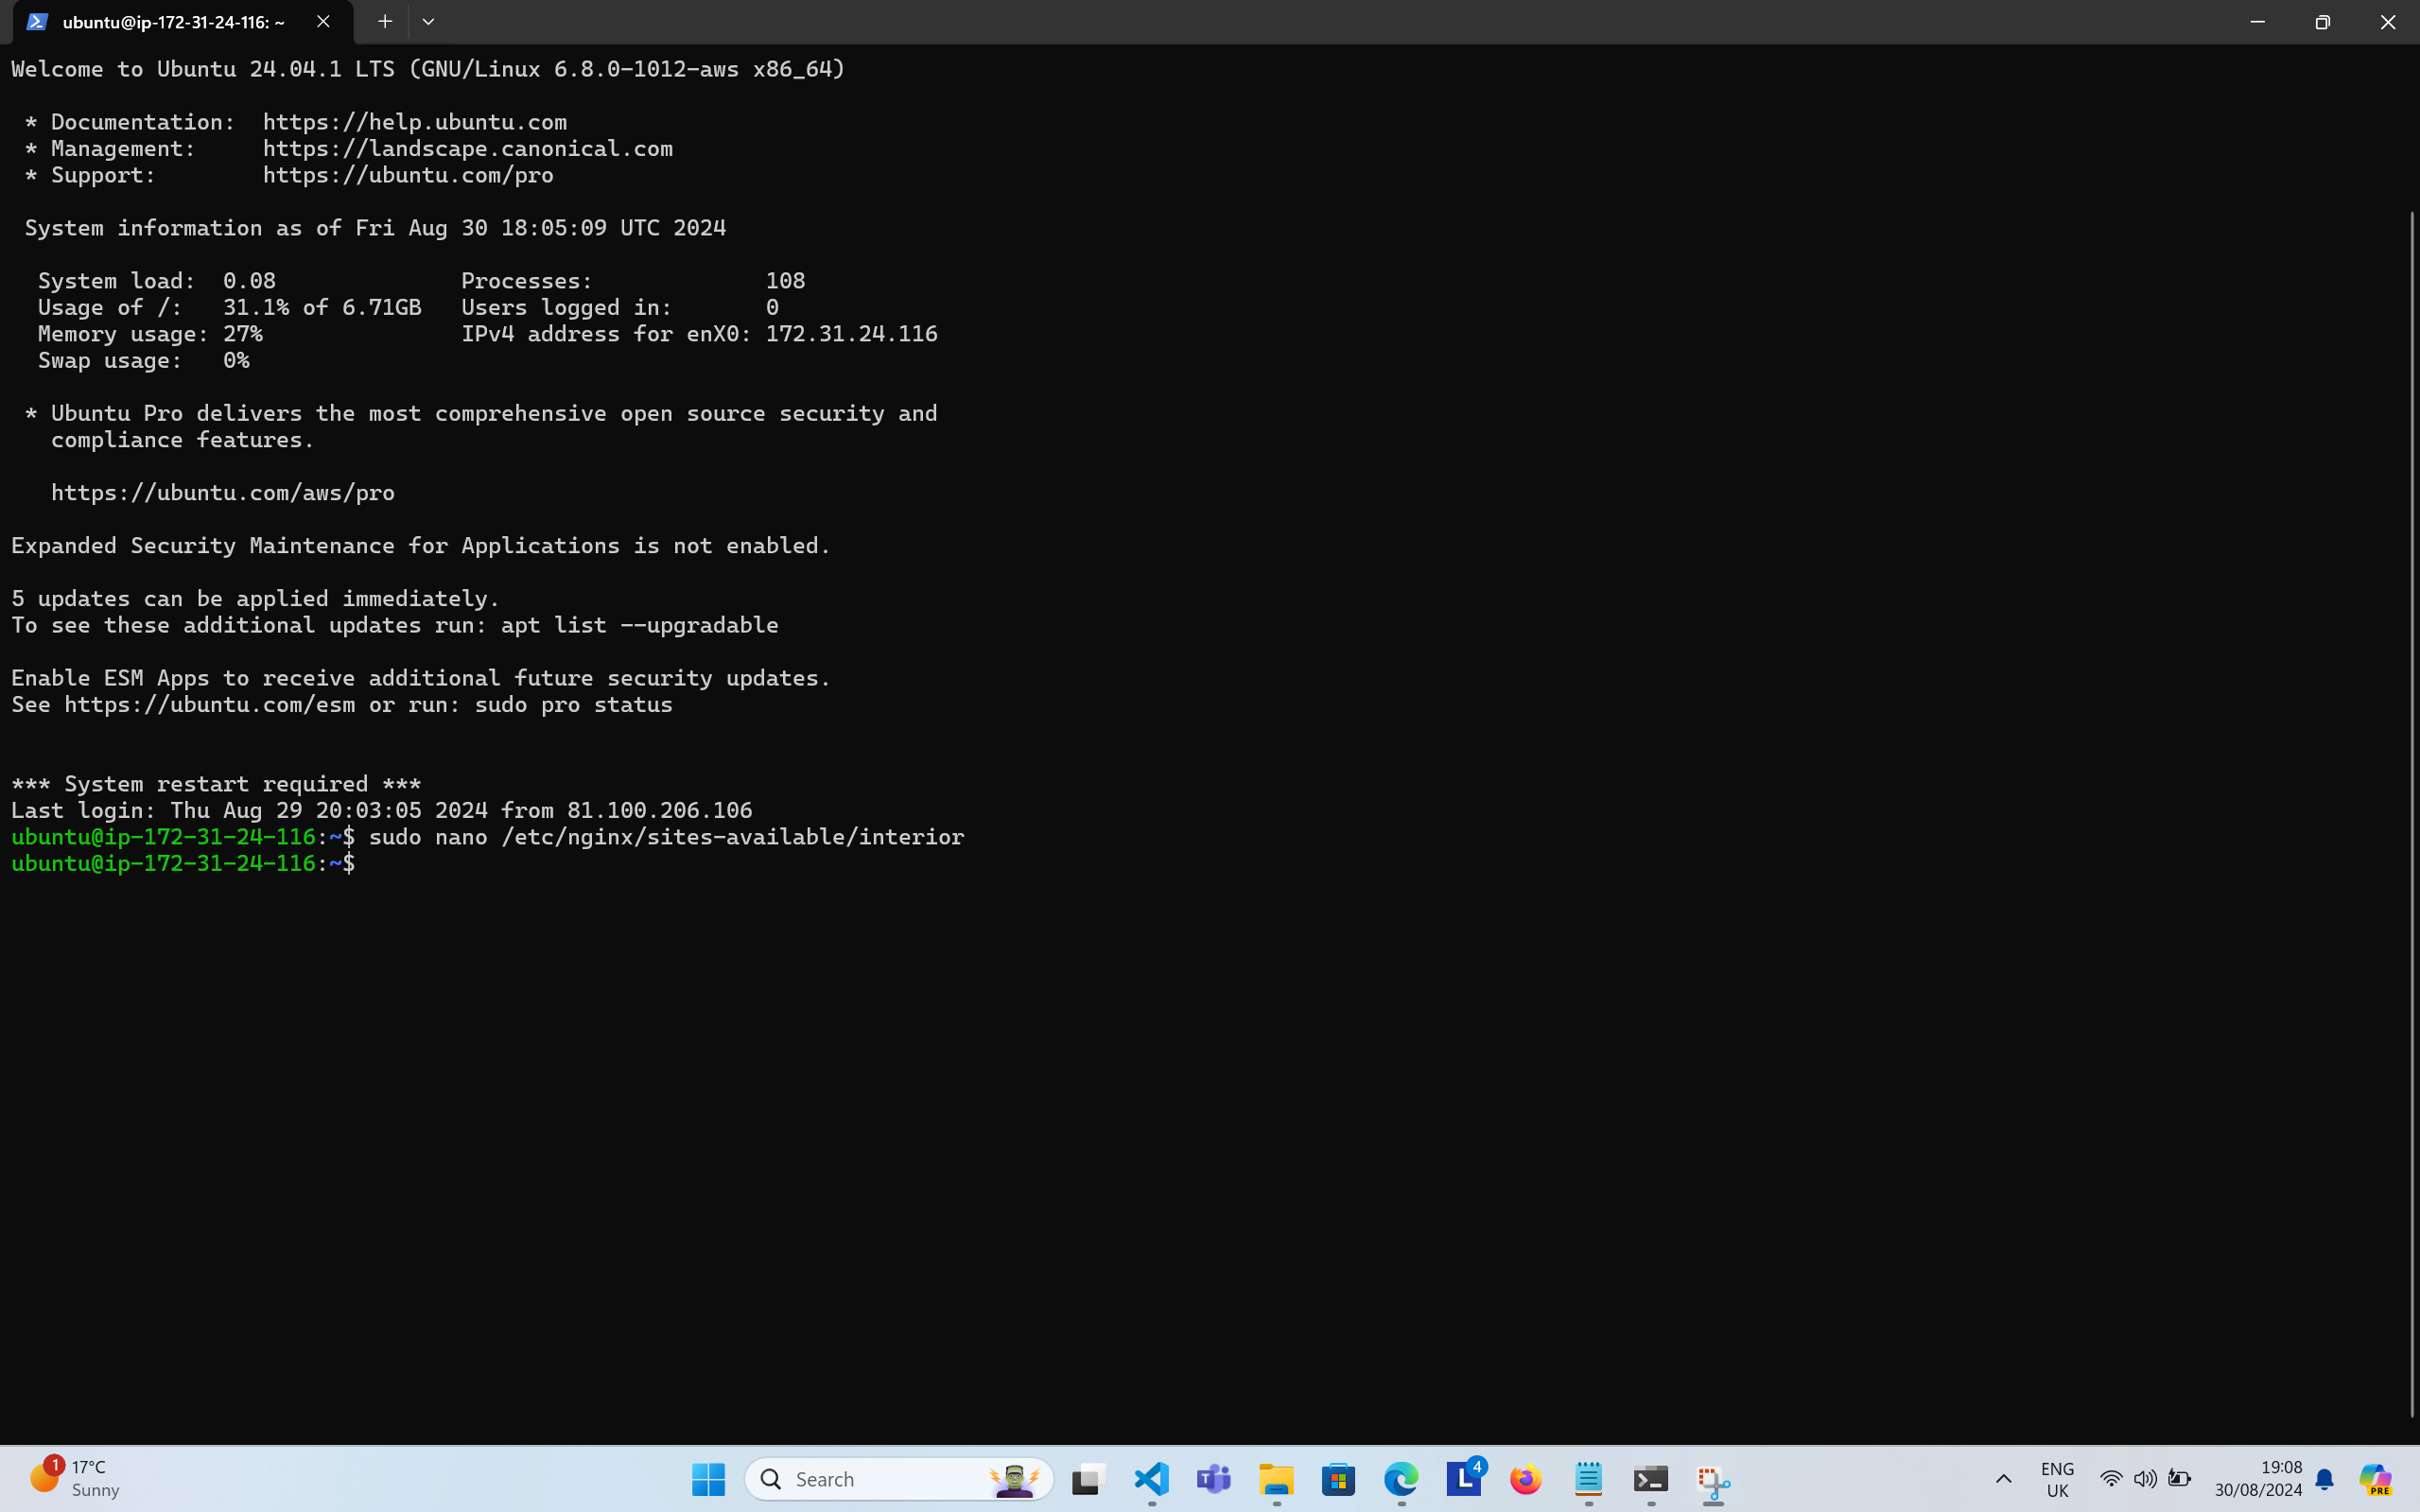 ubuntu@ip-172-31-24-116: ~
Welcome to Ubuntu 24.04.1 LTS (GNU/Linux 6.8.0-1012-aws x86_64)
* Documentation:  https://help.ubuntu.com
* Management:     https://landscape.canonical.com
* Support:        https://ubuntu.com/pro
System information as of Fri Aug 30 18:05:09 UTC 2024
System load:  0.08              Processes:             108
Usage of /:   31.1% of 6.71GB   Users logged in:       0
Memory usage: 27%               IPv4 address for enX0: 172.31.24.116
Swap usage:   0%
* Ubuntu Pro delivers the most comprehensive open source security and
compliance features.
https://ubuntu.com/aws/pro
Expanded Security Maintenance for Applications is not enabled.
5 updates can be applied immediately.
To see these additional updates run: apt list --upgradable
Enable ESM Apps to receive additional future security updates.
See https://ubuntu.com/esm or run: sudo pro status
*** System restart required ***
Last login: Thu Aug 29 20:03:05 2024 from 81.100.206.106
ubuntu@ip-172-31-24-116:~$ sudo nano /etc/nginx/sites-available/interior
ubuntu@ip-172-31-24-116:~$
1
17°C
Sunny
Search
T
L
4
ENG
UK
19:08
30/08/2024
PRE